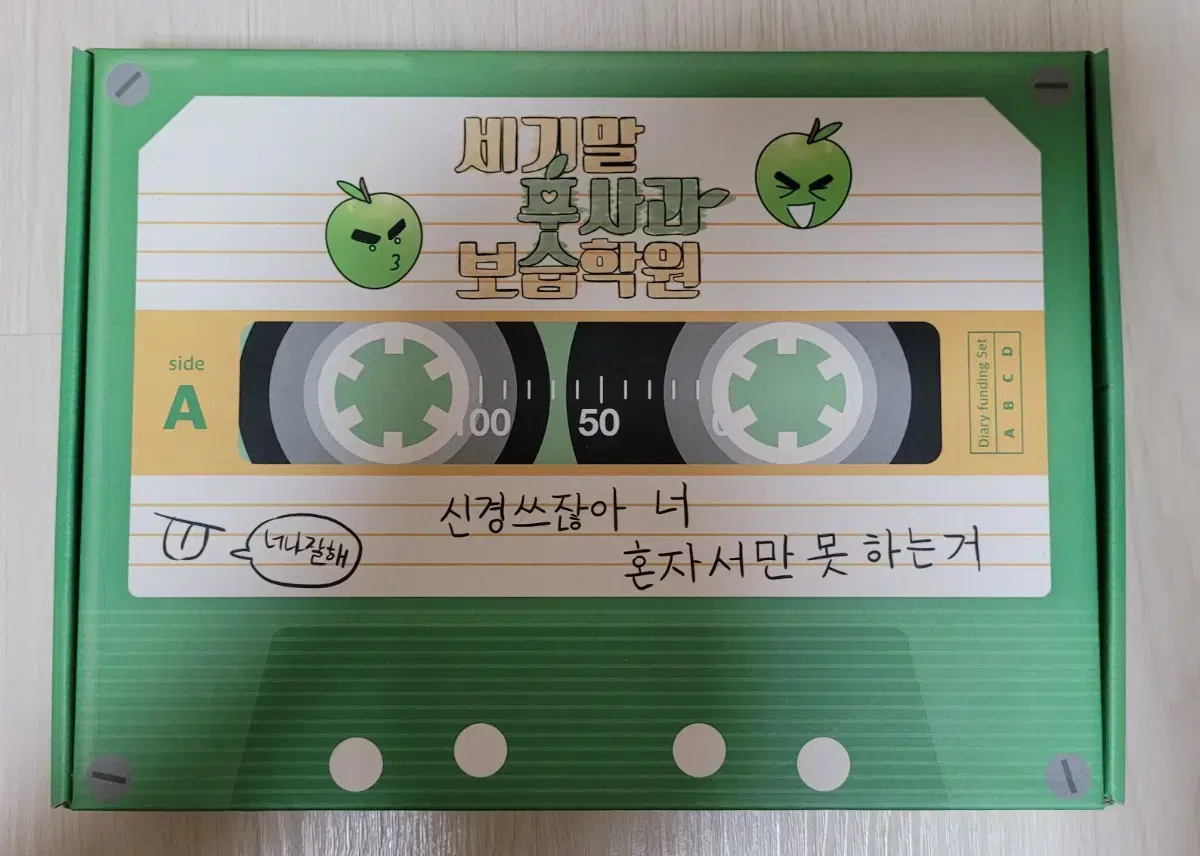 세기말
풋사과
보습학원
side
A
100
50
0
Diary funding Set
A B C D
신경쓰잖아 너
혼자서만 못 하는거
너나잘해